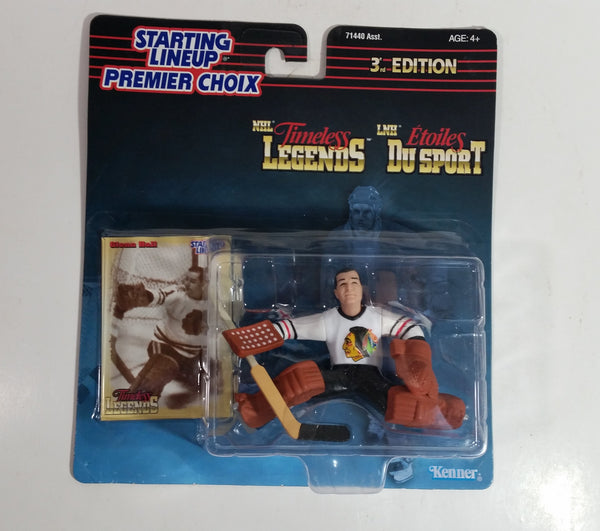 STARTING
LINEUP®
PREMIER CHOIX
71440 Asst.
AGE: 4+
3rd EDITION
NHL® Timeless
LEGENDS™
LNH® Étoiles
DU SPORT
Glenn Hall
Timeless
LEGENDS
Kenner®